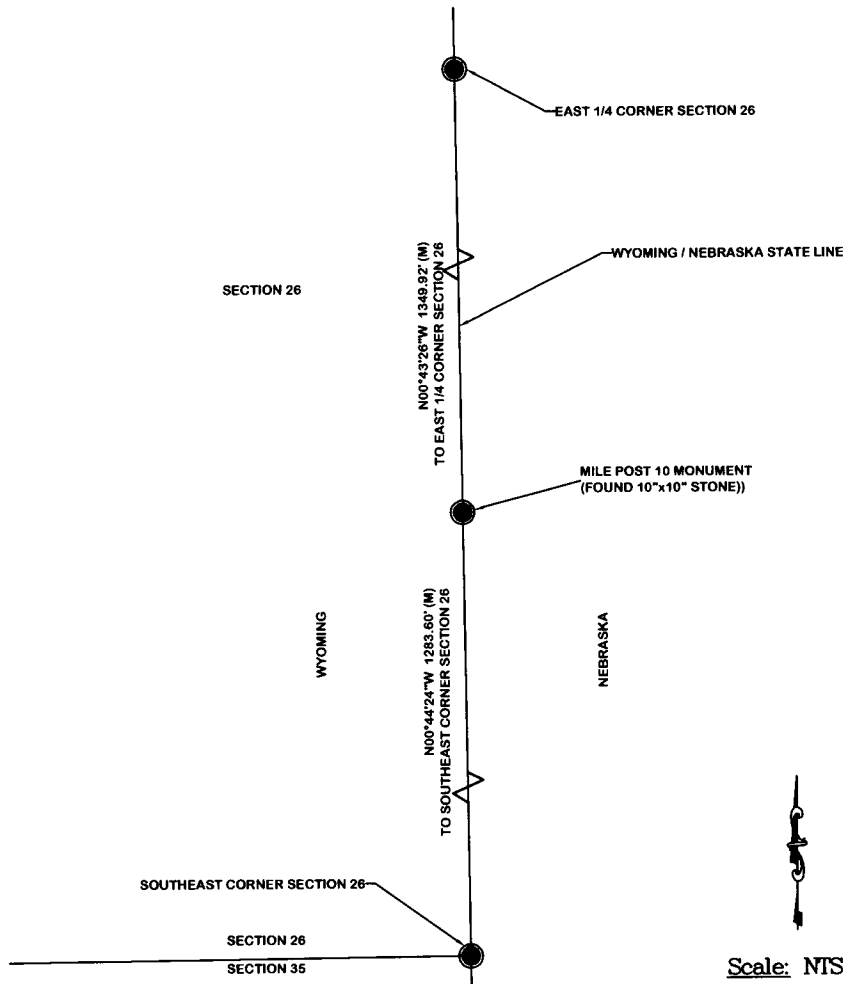 EAST 1/4 CORNER SECTION 26
WYOMING / NEBRASKA STATE LINE
SECTION 26
N00°43'26"W 1349.92' (M)
TO EAST 1/4 CORNER SECTION 26
MILE POST 10 MONUMENT
(FOUND 10"x10" STONE))
WYOMING
NEBRASKA
N00°44'24"W 1283.60' (M)
TO SOUTHEAST CORNER SECTION 26
SOUTHEAST CORNER SECTION 26
SECTION 26
SECTION 35
Scale: NTS